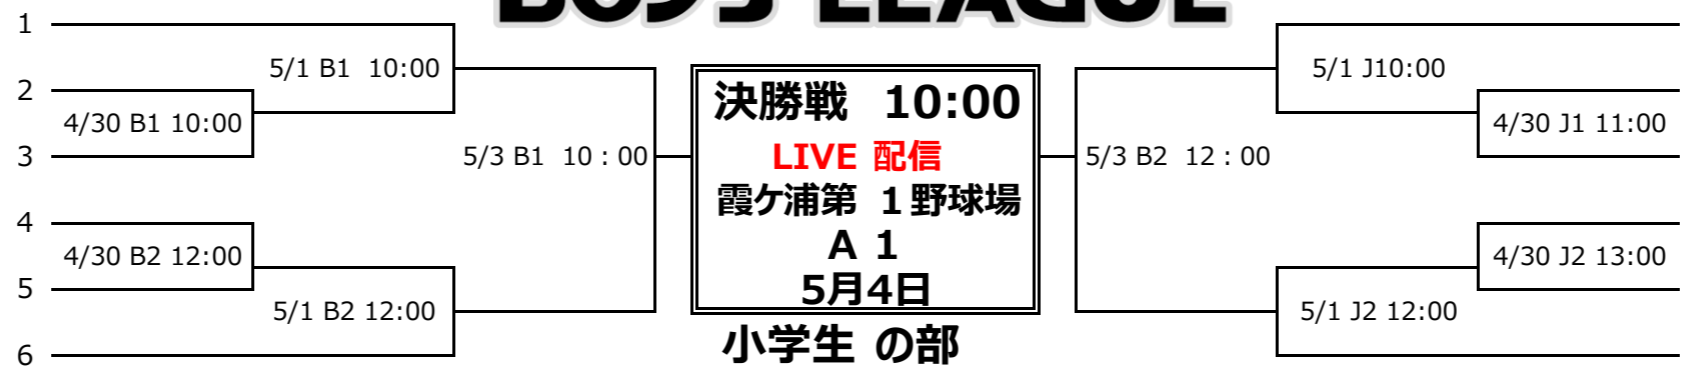 BOYS LEAGUE
1
5/1 B1 10:00
2
4/30 B1 10:00
3
5/3 B1 10:00
4
4/30 B2 12:00
5
5/1 B2 12:00
6
決勝戦 10:00
LIVE 配信
霞ケ浦第 1野球場
A 1
5月4日
小学生 の部
5/1 J10:00
4/30 J1 11:00
5/3 B2 12:00
4/30 J2 13:00
5/1 J2 12:00